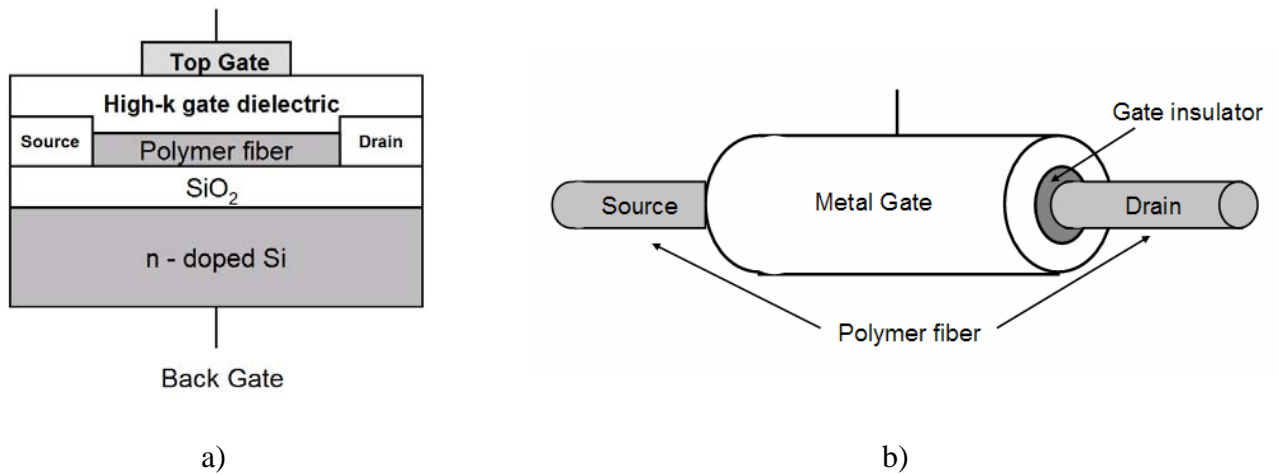 Top Gate
High-k gate dielectric
Source
Polymer fiber
Drain
SiO2
n - doped Si
Back Gate
a)
Gate insulator
Source
Metal Gate
Drain
Polymer fiber
b)